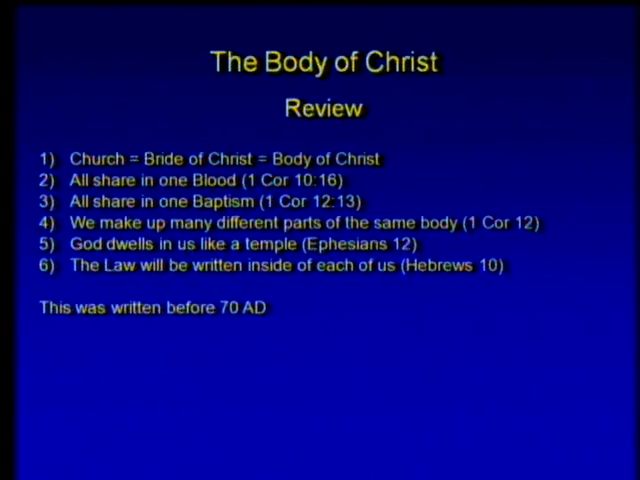 The Body of Christ
Review
1) Church = Bride of Christ = Body of Christ
2) All share in one Blood (1 Cor 10:16)
3) All share in one Baptism (1 Cor 12:13)
4) We make up many different parts of the same body (1 Cor 12)
5) God dwells in us like a temple (Ephesians 12)
6) The Law will be written inside of each of us (Hebrews 10)
This was written before 70 AD